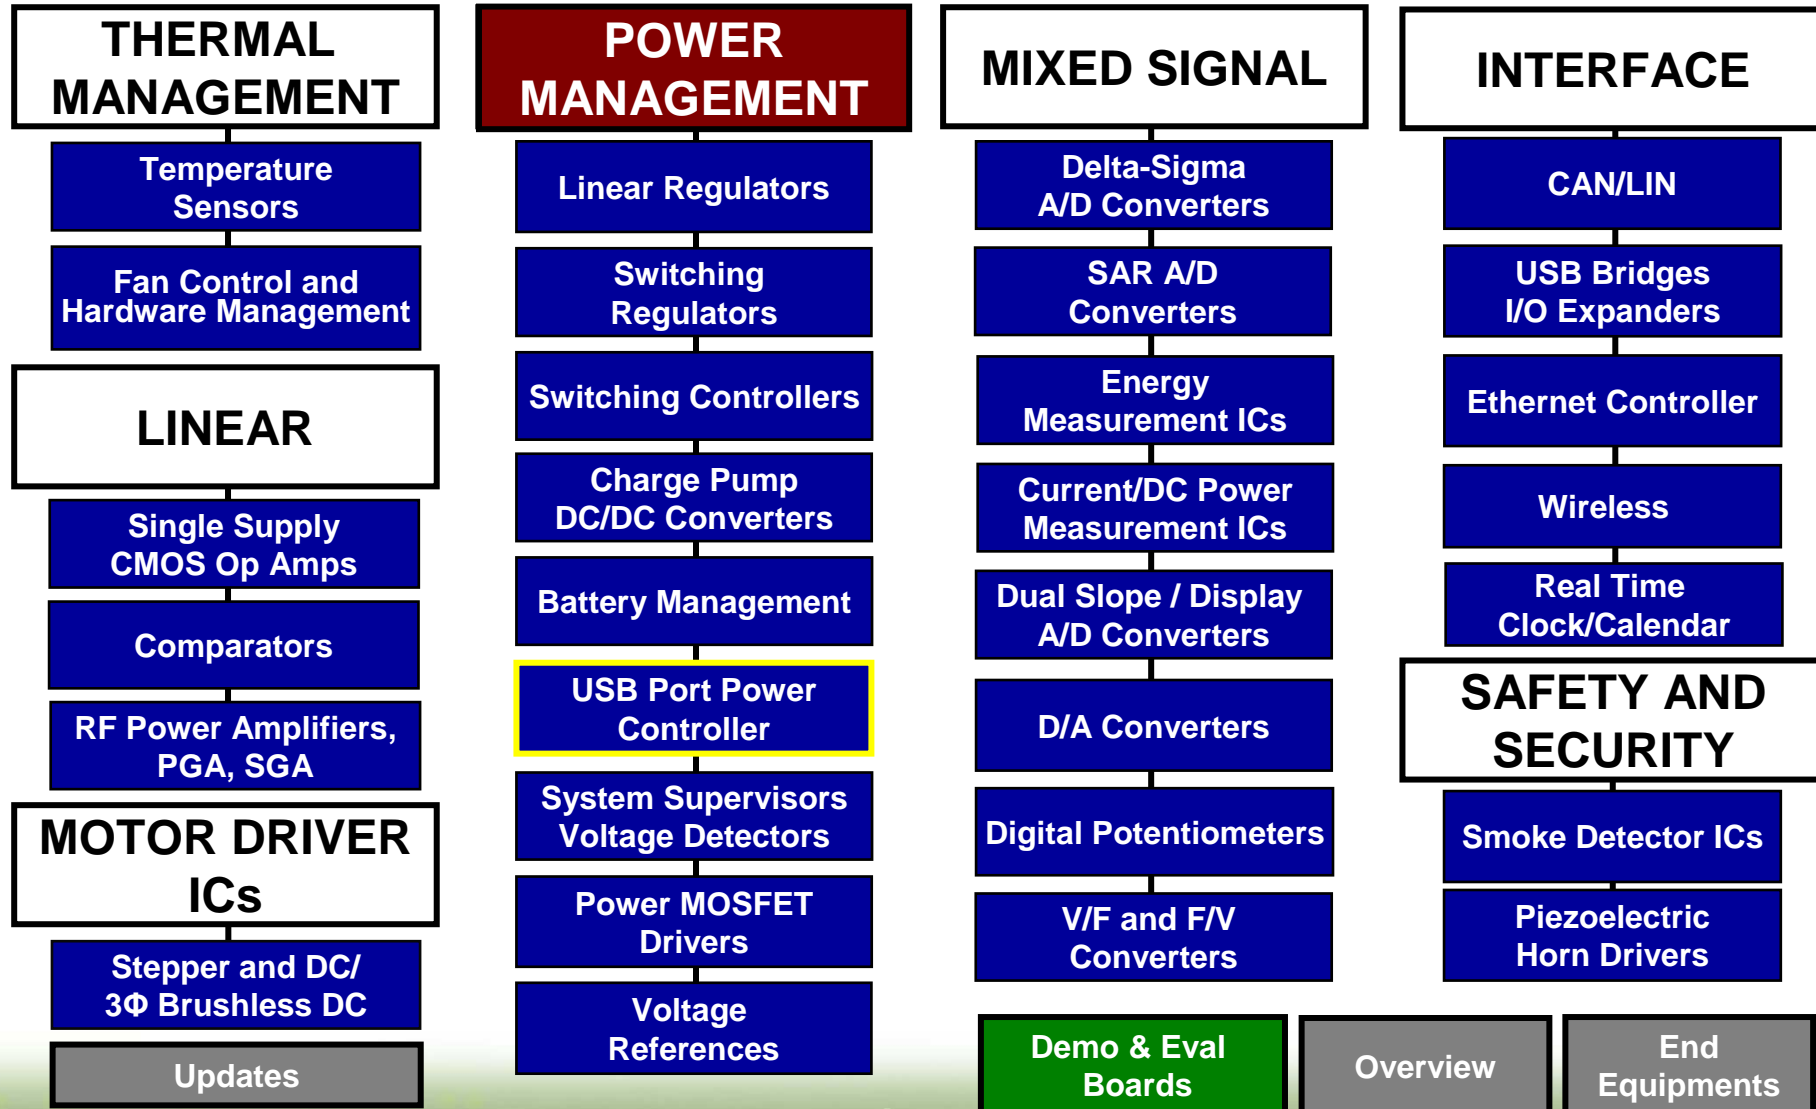 THERMAL
MANAGEMENT
Temperature
Sensors
Fan Control and
Hardware Management
LINEAR
Single Supply
CMOS Op Amps
Comparators
RF Power Amplifiers,
PGA, SGA
MOTOR DRIVER
ICs
Stepper and DC/
3Φ Brushless DC
Updates
POWER
MANAGEMENT
Linear Regulators
Switching
Regulators
Switching Controllers
Charge Pump
DC/DC Converters
Battery Management
USB Port Power
Controller
System Supervisors
Voltage Detectors
Power MOSFET
Drivers
Voltage
References
MIXED SIGNAL
Delta-Sigma
A/D Converters
SAR A/D
Converters
Energy
Measurement ICs
Current/DC Power
Measurement ICs
Dual Slope / Display
A/D Converters
D/A Converters
Digital Potentiometers
V/F and F/V
Converters
INTERFACE
CAN/LIN
USB Bridges
I/O Expanders
Ethernet Controller
Wireless
Real Time
Clock/Calendar
SAFETY AND
SECURITY
Smoke Detector ICs
Piezoelectric
Horn Drivers
Demo & Eval
Boards
Overview
End
Equipments